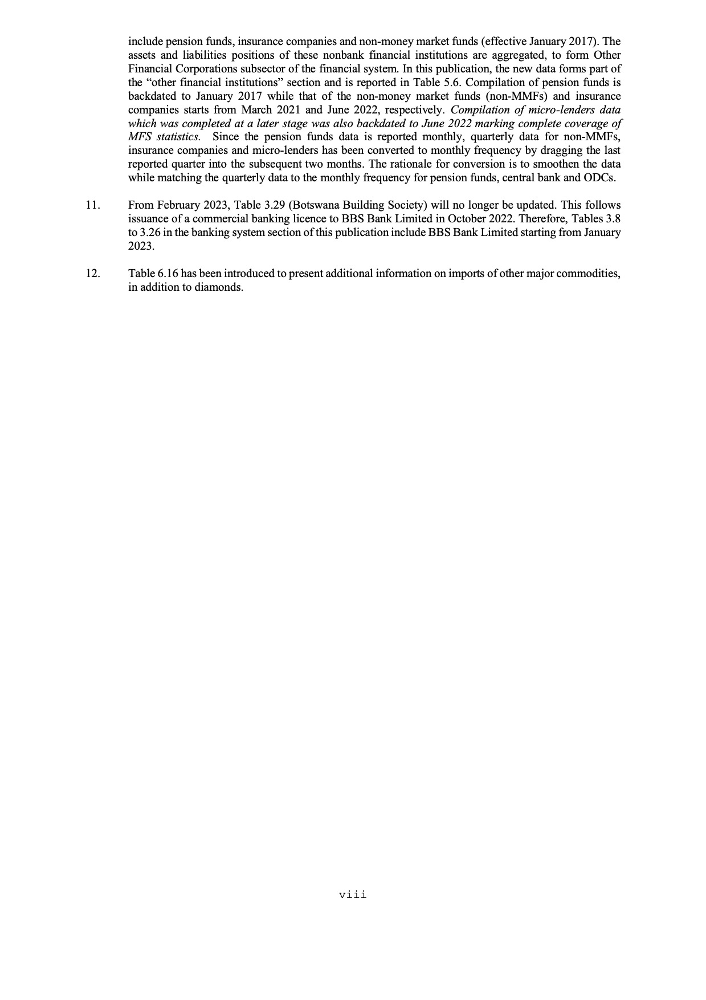 include pension funds, insurance companies and non-money market funds (effective January 2017). The
assets and liabilities positions of these nonbank financial institutions are aggregated, to form Other
Financial Corporations subsector of the financial system. In this publication, the new data forms part of
the “other financial institutions” section and is reported in Table 5.6. Compilation of pension funds is
backdated to January 2017 while that of the non-money market funds (non-MMFs) and insurance
companies starts from March 2021 and June 2022, respectively. Compilation of micro-lenders data
which was completed at a later stage was also backdated to June 2022 marking complete coverage of
MFS statistics. Since the pension funds data is reported monthly, quarterly data for non-MMFs,
insurance companies and micro-lenders has been converted to monthly frequency by dragging the last
reported quarter into the subsequent two months. The rationale for conversion is to smoothen the data
while matching the quarterly data to the monthly frequency for pension funds, central bank and ODCs.
11. From February 2023, Table 3.29 (Botswana Building Society) will no longer be updated. This follows
issuance of a commercial banking licence to BBS Bank Limited in October 2022. Therefore, Tables 3.8
to 3.26 in the banking system section of this publication include BBS Bank Limited starting from January
2023.
12. Table 6.16 has been introduced to present additional information on imports of other major commodities,
in addition to diamonds.
viii